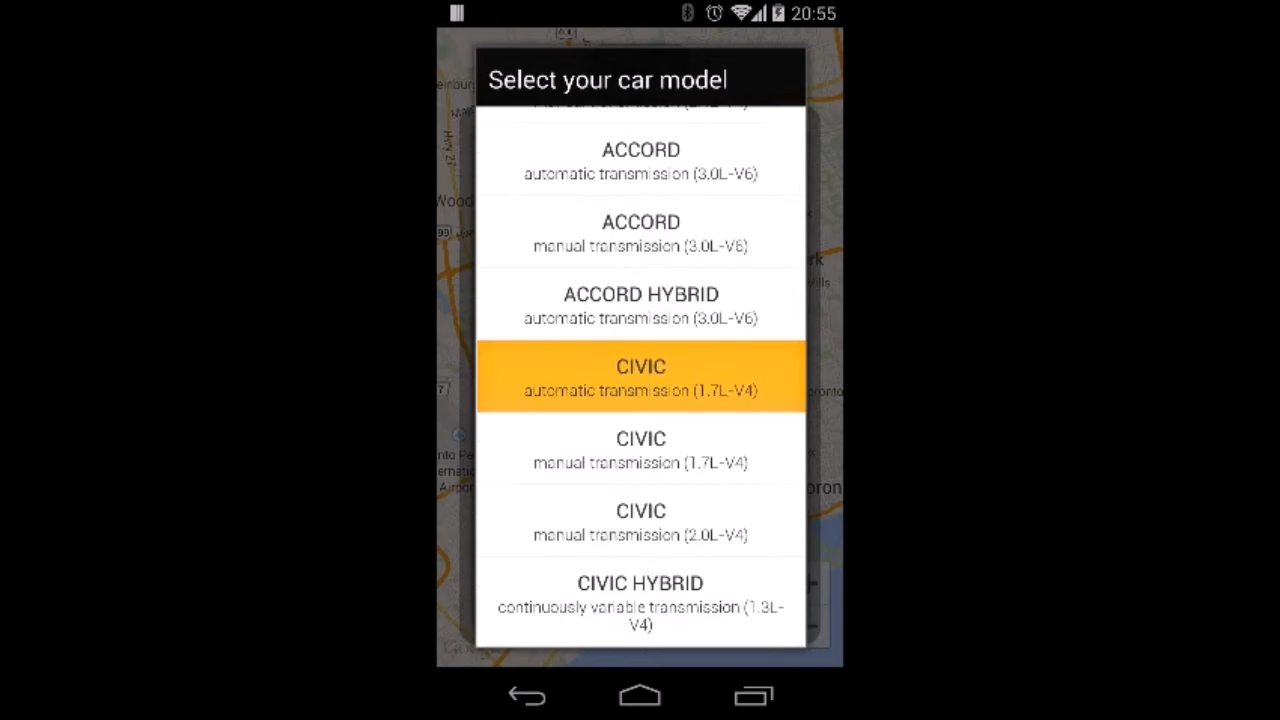 20:55
Select your car model
ACCORD
automatic transmission (3.0L-V6)
ACCORD
manual transmission (3.0L-V6)
ACCORD HYBRID
automatic transmission (3.0L-V6)
CIVIC
automatic transmission (1.7L-V4)
CIVIC
manual transmission (1.7L-V4)
CIVIC
manual transmission (2.0L-V4)
CIVIC HYBRID
continuously variable transmission (1.3L-
V4)
Google